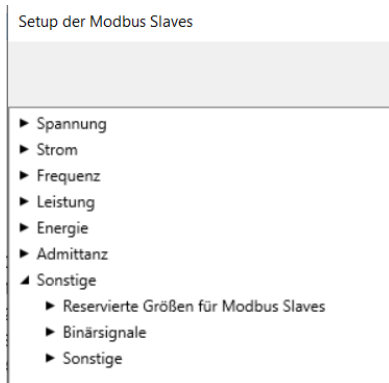 Setup der Modbus Slaves
Spannung
Strom
Frequenz
Leistung
Energie
Admittanz
Sonstige
Reservierte Größen für Modbus Slaves
Binärsignale
Sonstige